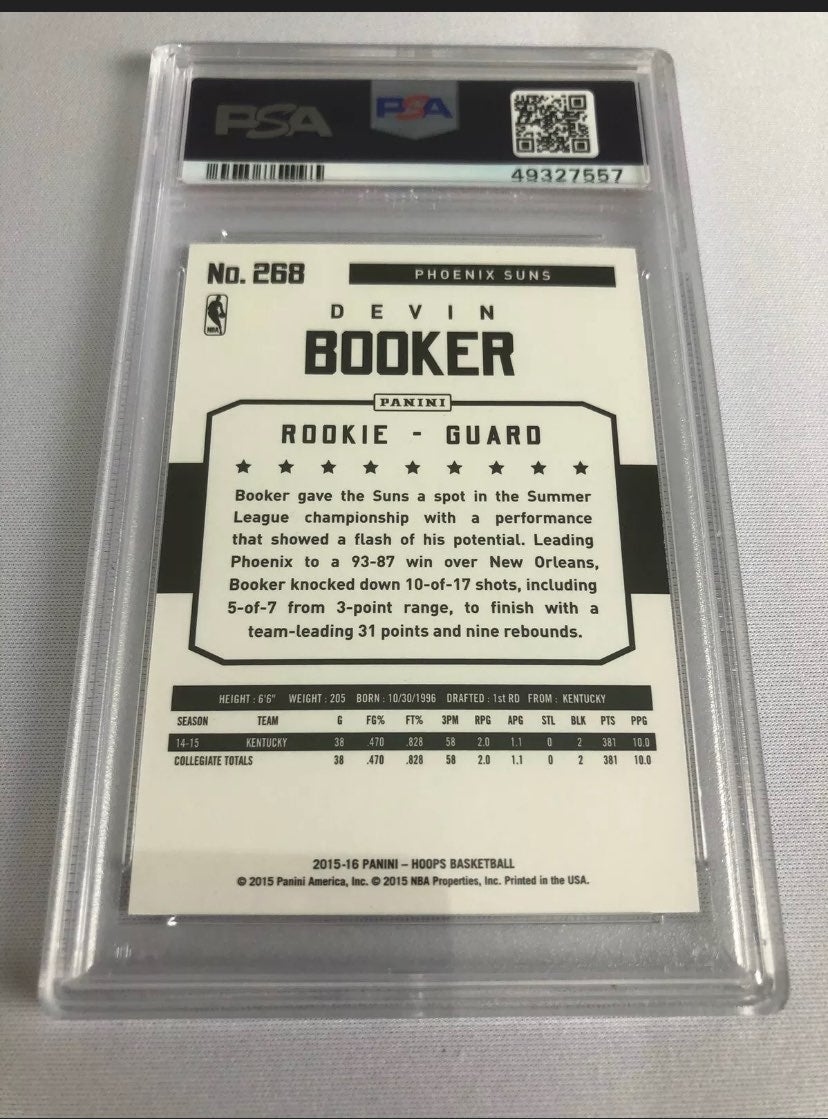 PSA PSA
49327557
No. 268 PHOENIX SUNS
NBA
DEVIN
BOOKER
PANINI
ROOKIE - GUARD
Booker gave the Suns a spot in the Summer
League championship with a performance
that showed a flash of his potential. Leading
Phoenix to a 93-87 win over New Orleans,
Booker knocked down 10-of-17 shots, including
5-of-7 from 3-point range, to finish with a
team-leading 31 points and nine rebounds.
HEIGHT : 6'6" WEIGHT : 205 BORN : 10/30/1996 DRAFTED : 1st RD FROM : KENTUCKY
SEASON TEAM G FG% FT% 3PM RPG APG STL BLK PTS PPG
14-15 KENTUCKY 38 .470 .828 58 2.0 1.1 0 2 381 10.0
COLLEGIATE TOTALS 38 .470 .828 58 2.0 1.1 0 2 381 10.0
2015-16 PANINI – HOOPS BASKETBALL
© 2015 Panini America, Inc. © 2015 NBA Properties, Inc. Printed in the USA.